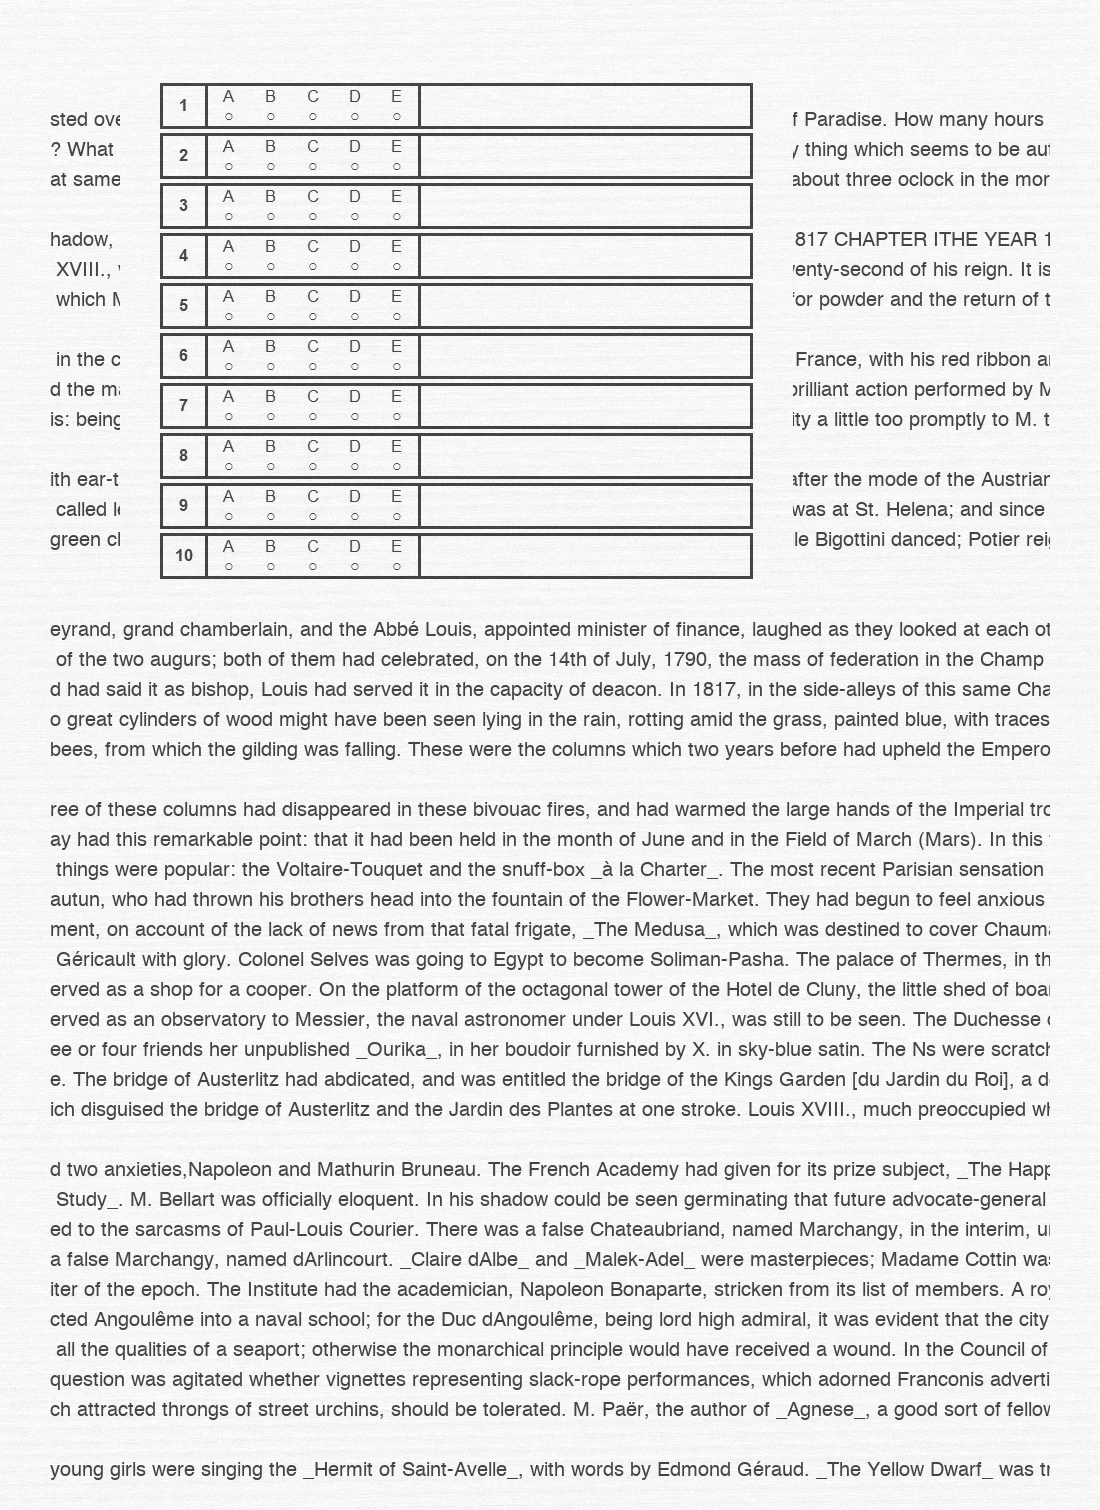 1 A B C D E
2 A B C D E
3 A B C D E
4 A B C D E
5 A B C D E
6 A B C D E
7 A B C D E
8 A B C D E
9 A B C D E
10 A B C D E
sted ove f Paradise. How many hours
? What y thing which seems to be aut
at same about three oclock in the mor
hadow, 817 CHAPTER ITHE YEAR 1
XVIII., venty-second of his reign. It is
which M for powder and the return of t
in the c France, with his red ribbon an
d the ma brilliant action performed by M
is: being ity a little too promptly to M. t
ith ear-t after the mode of the Austrian
called le was at St. Helena; and since
green cl le Bigottini danced; Potier reig
eyrand, grand chamberlain, and the Abbé Louis, appointed minister of finance, laughed as they looked at each ot
of the two augurs; both of them had celebrated, on the 14th of July, 1790, the mass of federation in the Champ
d had said it as bishop, Louis had served it in the capacity of deacon. In 1817, in the side-alleys of this same Cha
o great cylinders of wood might have been seen lying in the rain, rotting amid the grass, painted blue, with traces
bees, from which the gilding was falling. These were the columns which two years before had upheld the Empero
ree of these columns had disappeared in these bivouac fires, and had warmed the large hands of the Imperial tro
ay had this remarkable point: that it had been held in the month of June and in the Field of March (Mars). In this
things were popular: the Voltaire-Touquet and the snuff-box _à la Charter_. The most recent Parisian sensation
autun, who had thrown his brothers head into the fountain of the Flower-Market. They had begun to feel anxious
ment, on account of the lack of news from that fatal frigate, _The Medusa_, which was destined to cover Chauma
Géricault with glory. Colonel Selves was going to Egypt to become Soliman-Pasha. The palace of Thermes, in th
erved as a shop for a cooper. On the platform of the octagonal tower of the Hotel de Cluny, the little shed of boar
erved as an observatory to Messier, the naval astronomer under Louis XVI., was still to be seen. The Duchesse
ee or four friends her unpublished _Ourika_, in her boudoir furnished by X. in sky-blue satin. The Ns were scratch
e. The bridge of Austerlitz had abdicated, and was entitled the bridge of the Kings Garden [du Jardin du Roi], a d
ich disguised the bridge of Austerlitz and the Jardin des Plantes at one stroke. Louis XVIII., much preoccupied wh
d two anxieties,Napoleon and Mathurin Bruneau. The French Academy had given for its prize subject, _The Happ
Study_. M. Bellart was officially eloquent. In his shadow could be seen germinating that future advocate-general
ed to the sarcasms of Paul-Louis Courier. There was a false Chateaubriand, named Marchangy, in the interim, un
a false Marchangy, named dArlincourt. _Claire dAlbe_ and _Malek-Adel_ were masterpieces; Madame Cottin was
iter of the epoch. The Institute had the academician, Napoleon Bonaparte, stricken from its list of members. A roy
cted Angoulême into a naval school; for the Duc dAngoulême, being lord high admiral, it was evident that the city
all the qualities of a seaport; otherwise the monarchical principle would have received a wound. In the Council of
question was agitated whether vignettes representing slack-rope performances, which adorned Franconis adverti
ch attracted throngs of street urchins, should be tolerated. M. Paër, the author of _Agnese_, a good sort of fellow
young girls were singing the _Hermit of Saint-Avelle_, with words by Edmond Géraud. _The Yellow Dwarf_ was tr